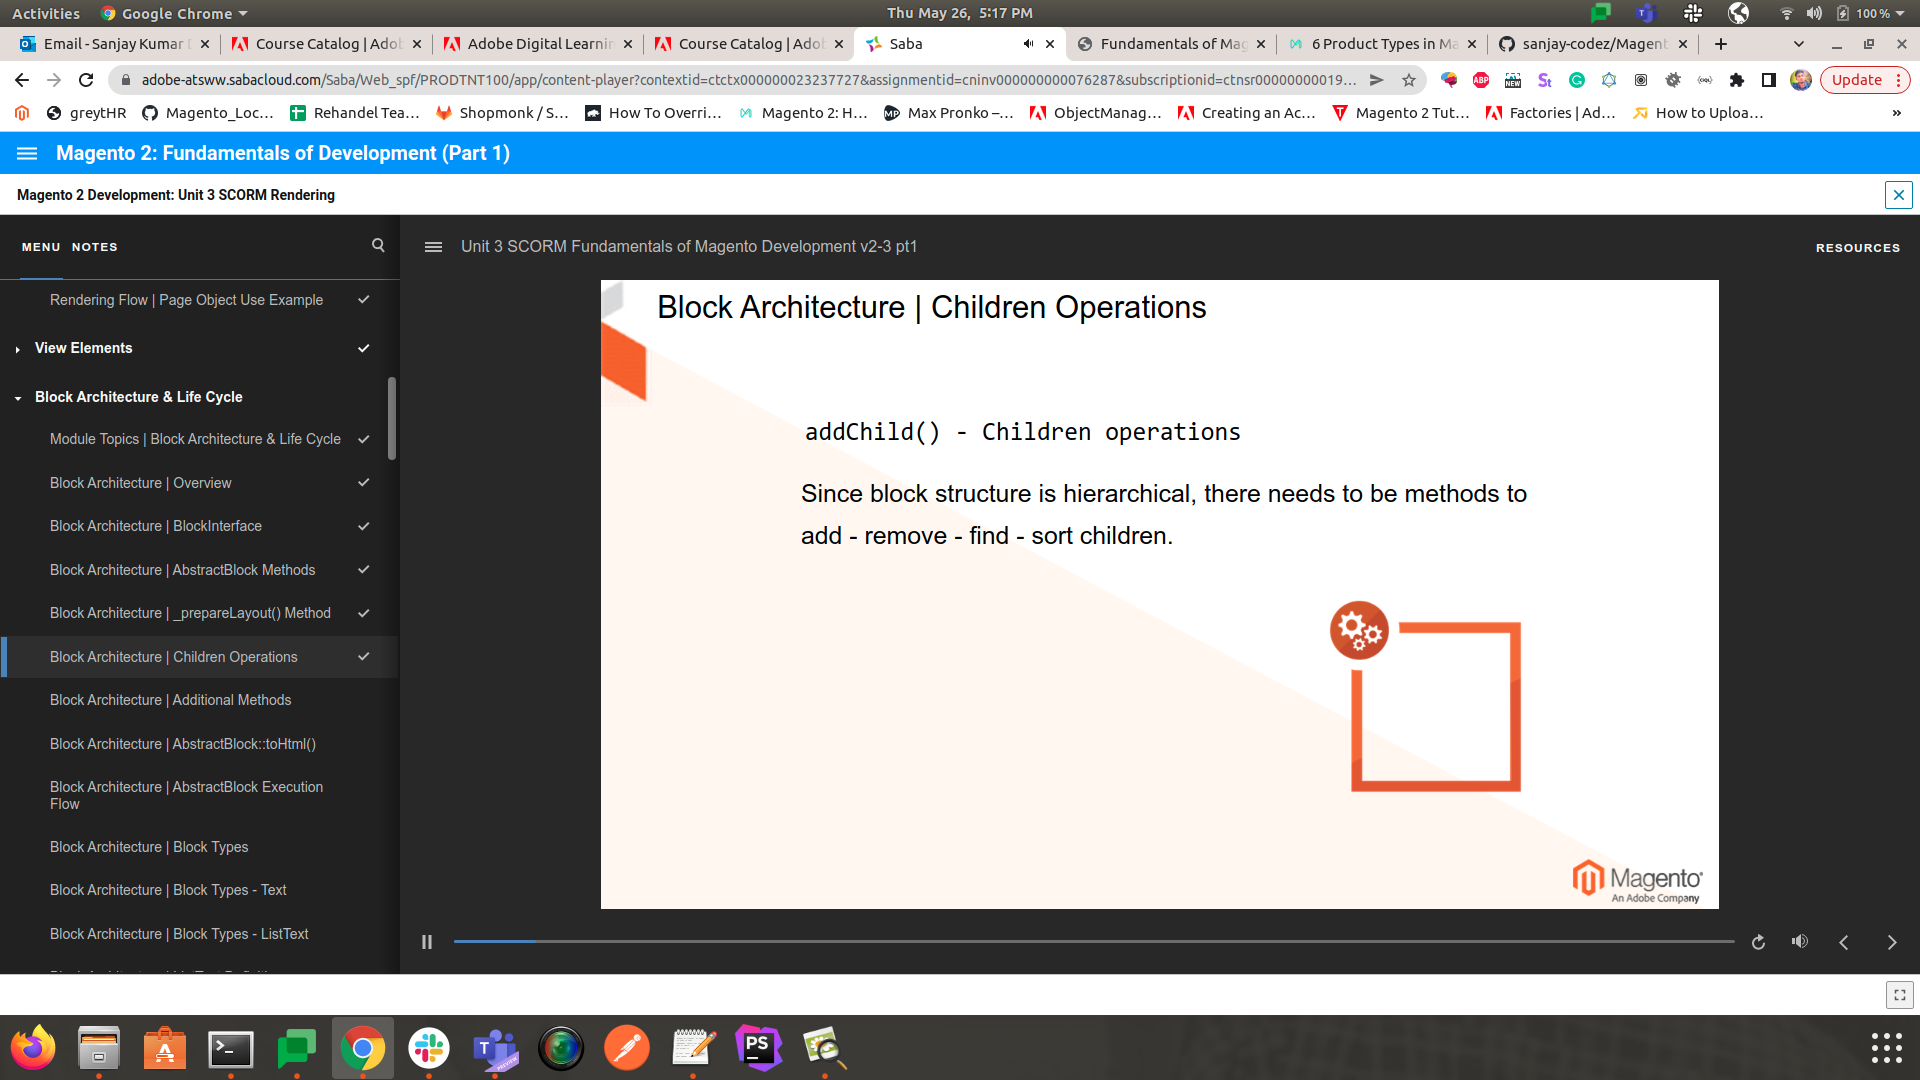 Activities
Google Chrome
Thu May 26, 5:17 PM
100 %
Email - Sanjay Kumar
Course Catalog | Adob
Adobe Digital Learnin
Course Catalog | Adob
Saba
Fundamentals of Mag
6 Product Types in Ma
sanjay-codez/Magent
adobe-atsww.sabacloud.com/Saba/Web_spf/PRODTNT100/app/content-player?contextid=ctctx000000023237727&assignmentid=cninv000000000076287&subscriptionid=ctnsr00000000019...
ABP
NEW
Update
greytHR
Magento_Loc...
Rehandel Tea...
Shopmonk / S...
How To Overri...
Magento 2: H...
Max Pronko –...
ObjectManag...
Creating an Ac...
Magento 2 Tut...
Factories | Ad...
How to Uploa...
»
Magento 2: Fundamentals of Development (Part 1)
Magento 2 Development: Unit 3 SCORM Rendering
MENU NOTES
Unit 3 SCORM Fundamentals of Magento Development v2-3 pt1
RESOURCES
Rendering Flow | Page Object Use Example
View Elements
Block Architecture & Life Cycle
Module Topics | Block Architecture & Life Cycle
Block Architecture | Overview
Block Architecture | BlockInterface
Block Architecture | AbstractBlock Methods
Block Architecture | _prepareLayout() Method
Block Architecture | Children Operations
Block Architecture | Additional Methods
Block Architecture | AbstractBlock::toHtml()
Block Architecture | AbstractBlock Execution
Flow
Block Architecture | Block Types
Block Architecture | Block Types - Text
Block Architecture | Block Types - ListText
Block Architecture | Children Operations
addChild() - Children operations
Since block structure is hierarchical, there needs to be methods to
add - remove - find - sort children.
Magento
An Adobe Company
PS